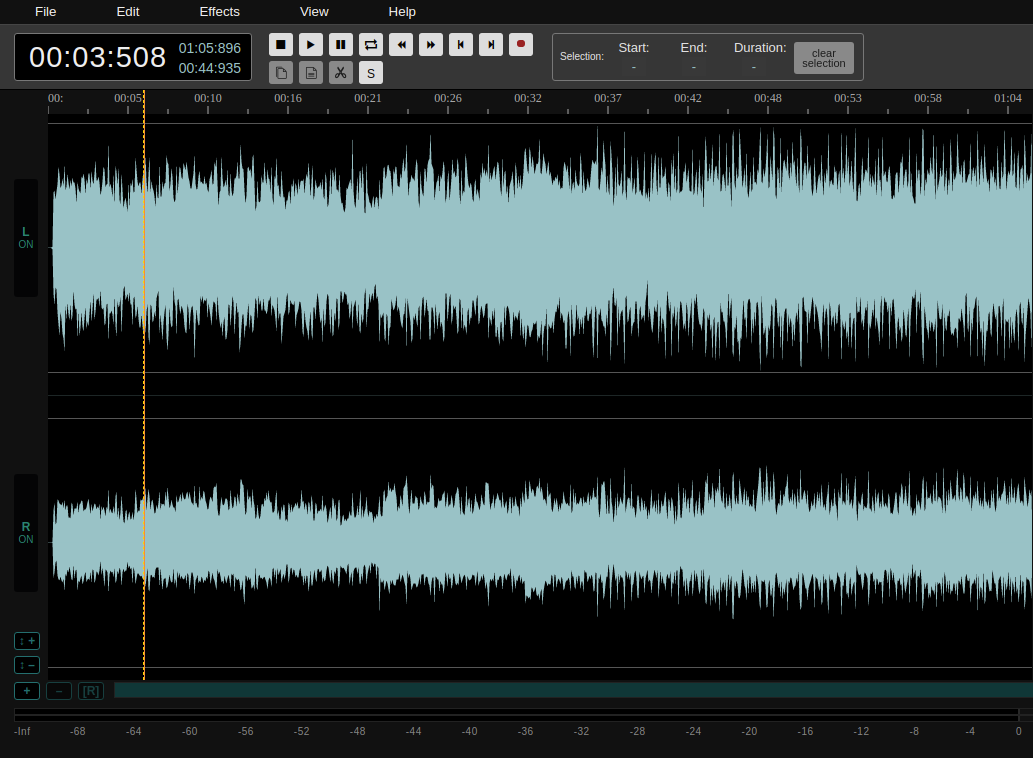 File Edit Effects View Help
00:03:508 01:05:896
00:44:935
S
Selection: Start: - End: - Duration: - clear selection
00: 00:05 00:10 00:16 00:21 00:26 00:32 00:37 00:42 00:48 00:53 00:58 01:04
L
ON
R
ON
↕ +
↕ –
+ – [R]
-Inf -68 -64 -60 -56 -52 -48 -44 -40 -36 -32 -28 -24 -20 -16 -12 -8 -4 0